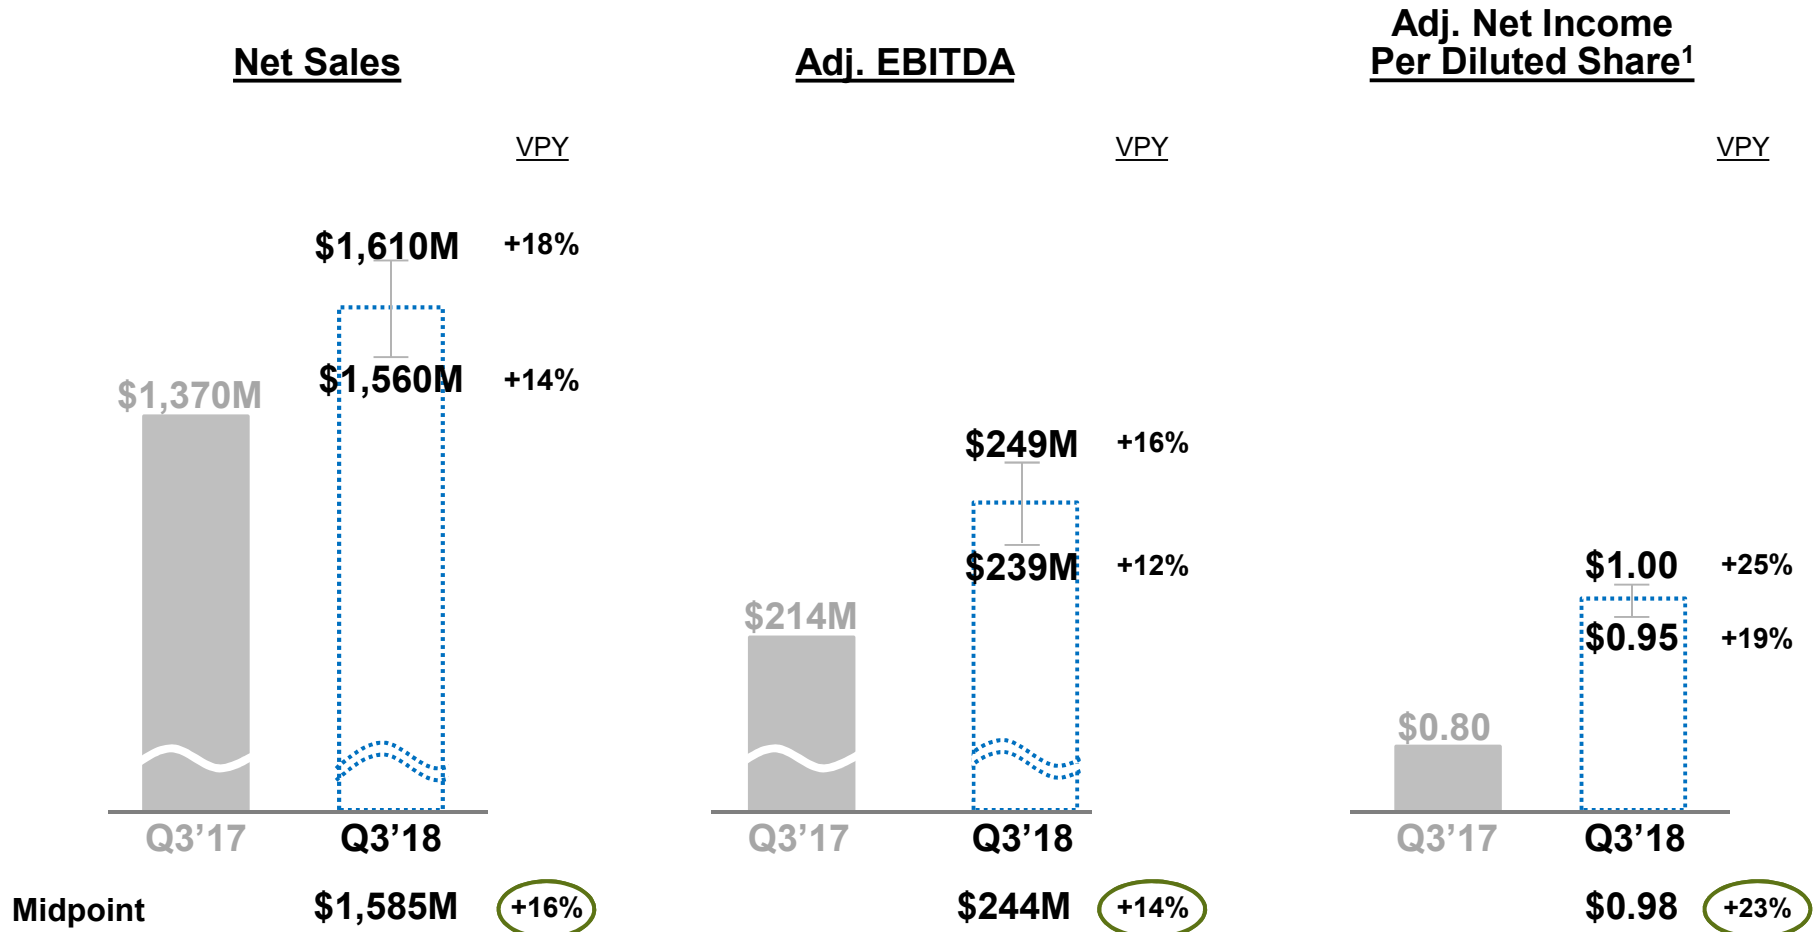 Net Sales
VPY
$1,610M +18%
$1,560M +14%
$1,370M
Q3’17 Q3’18
Adj. EBITDA
VPY
$249M +16%
$239M +12%
$214M
Q3’17 Q3’18
Adj. Net Income
Per Diluted Share¹
VPY
$1.00 +25%
$0.95 +19%
$0.80
Q3’17 Q3’18
Midpoint $1,585M +16% $244M +14% $0.98 +23%